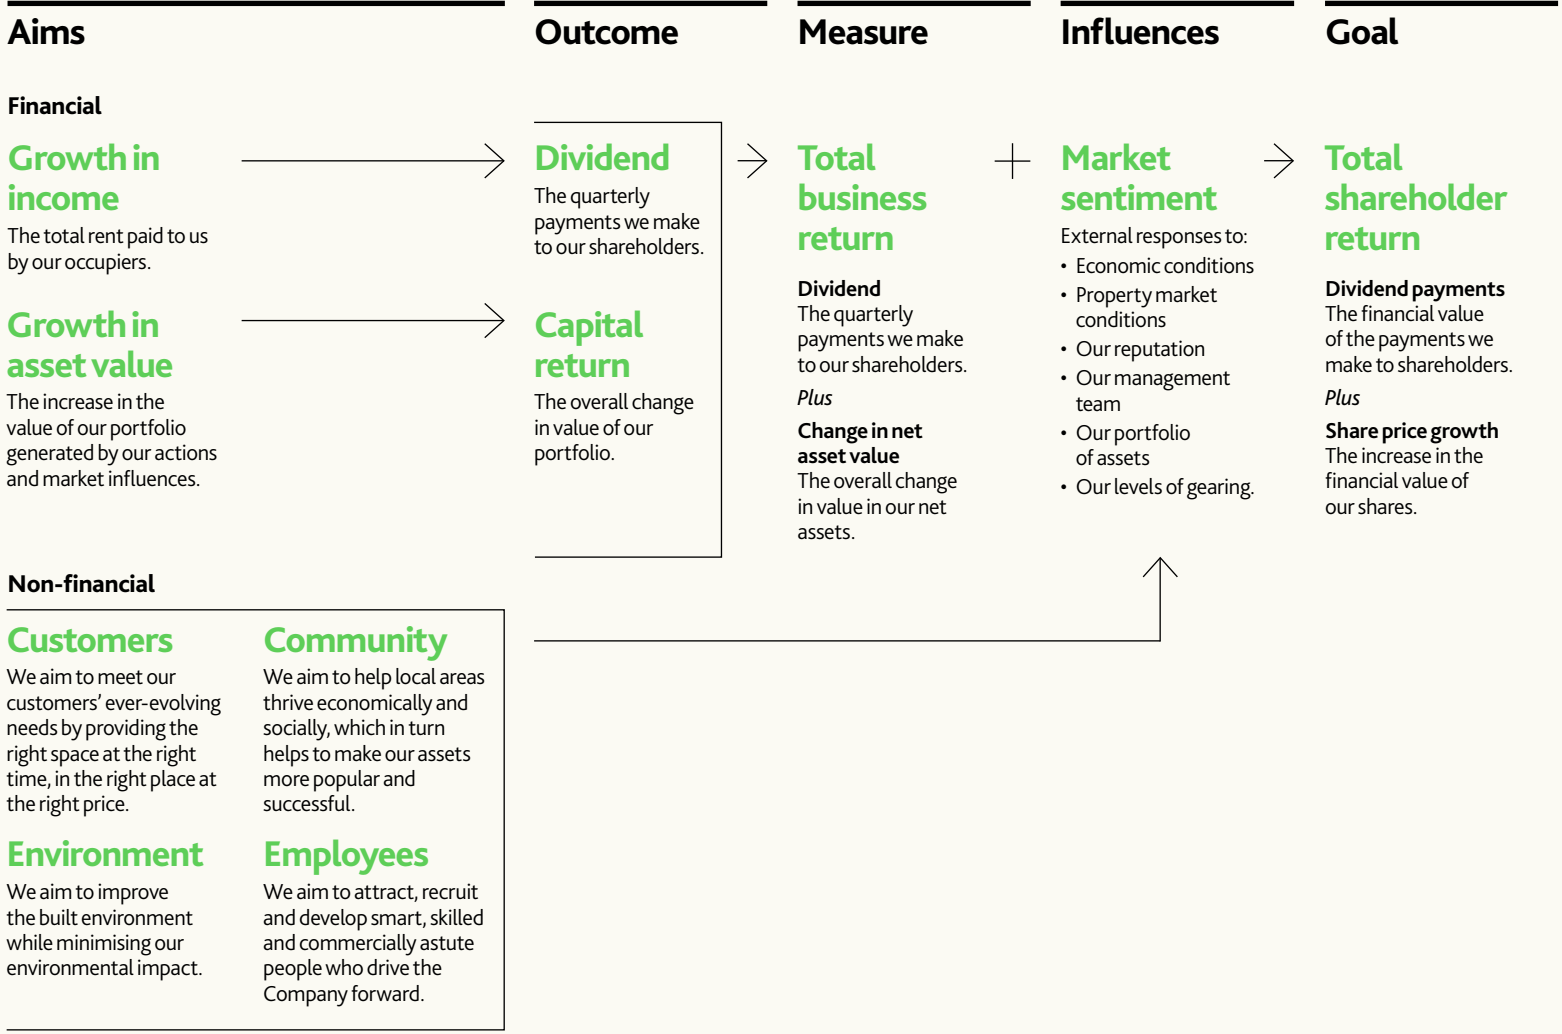 Aims
Outcome
Measure
Influences
Goal
Financial
Growth in
income
The total rent paid to us
by our occupiers.
Growth in
asset value
The increase in the
value of our portfolio
generated by our actions
and market influences.
Dividend
The quarterly
payments we make
to our shareholders.
Capital
return
The overall change
in value of our
portfolio.
Total
business
return
Dividend
The quarterly
payments we make
to our shareholders.
Plus
Change in net
asset value
The overall change
in value in our net
assets.
Market
sentiment
External responses to:
• Economic conditions
• Property market
conditions
• Our reputation
• Our management
team
• Our portfolio
of assets
• Our levels of gearing.
Total
shareholder
return
Dividend payments
The financial value
of the payments we
make to shareholders.
Plus
Share price growth
The increase in the
financial value of
our shares.
Non-financial
Customers
We aim to meet our
customers’ ever-evolving
needs by providing the
right space at the right
time, in the right place at
the right price.
Community
We aim to help local areas
thrive economically and
socially, which in turn
helps to make our assets
more popular and
successful.
Environment
We aim to improve
the built environment
while minimising our
environmental impact.
Employees
We aim to attract, recruit
and develop smart, skilled
and commercially astute
people who drive the
Company forward.